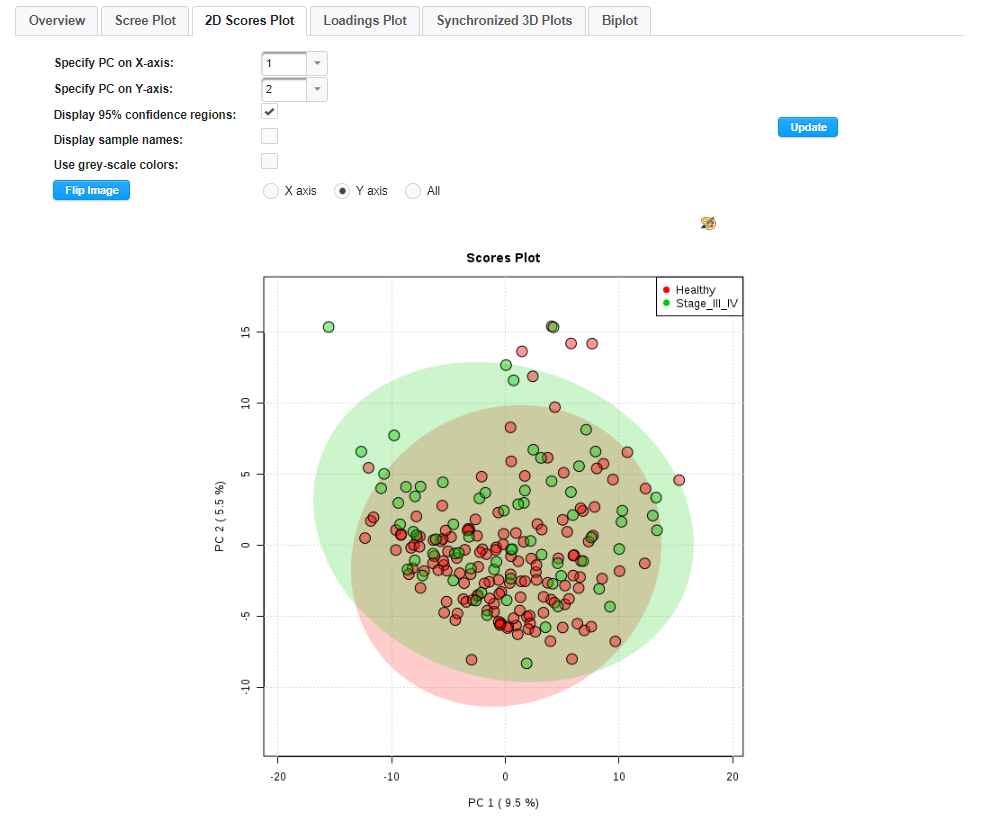 Overview Scree Plot 2D Scores Plot Loadings Plot Synchronized 3D Plots Biplot
Specify PC on X-axis: 1
Specify PC on Y-axis: 2
Display 95% confidence regions:
Display sample names:
Update
Use grey-scale colors:
Flip Image X axis Y axis All
Scores Plot
Healthy
Stage_III_IV
15
10
5
0
-5
-10
PC 2 ( 5.5 %)
-20 -10 0 10 20
PC 1 ( 9.5 %)